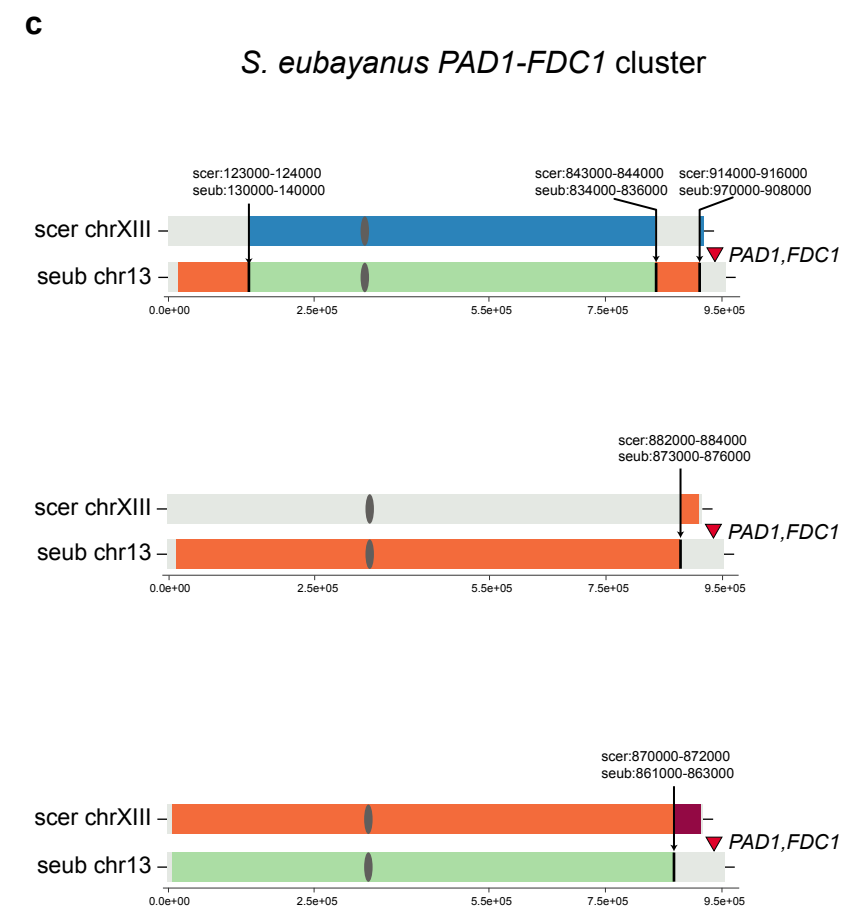 c
S. eubayanus PAD1-FDC1 cluster
scer:123000-124000
seub:130000-140000
scer:843000-844000
seub:834000-836000
scer:914000-916000
seub:970000-908000
scer chrXIII
PAD1,FDC1
seub chr13
0.0e+00 2.5e+05 5.5e+05 7.5e+05 9.5e+05
scer:882000-884000
seub:873000-876000
scer chrXIII
PAD1,FDC1
seub chr13
0.0e+00 2.5e+05 5.5e+05 7.5e+05 9.5e+05
scer:870000-872000
seub:861000-863000
scer chrXIII
PAD1,FDC1
seub chr13
0.0e+00 2.5e+05 5.5e+05 7.5e+05 9.5e+05